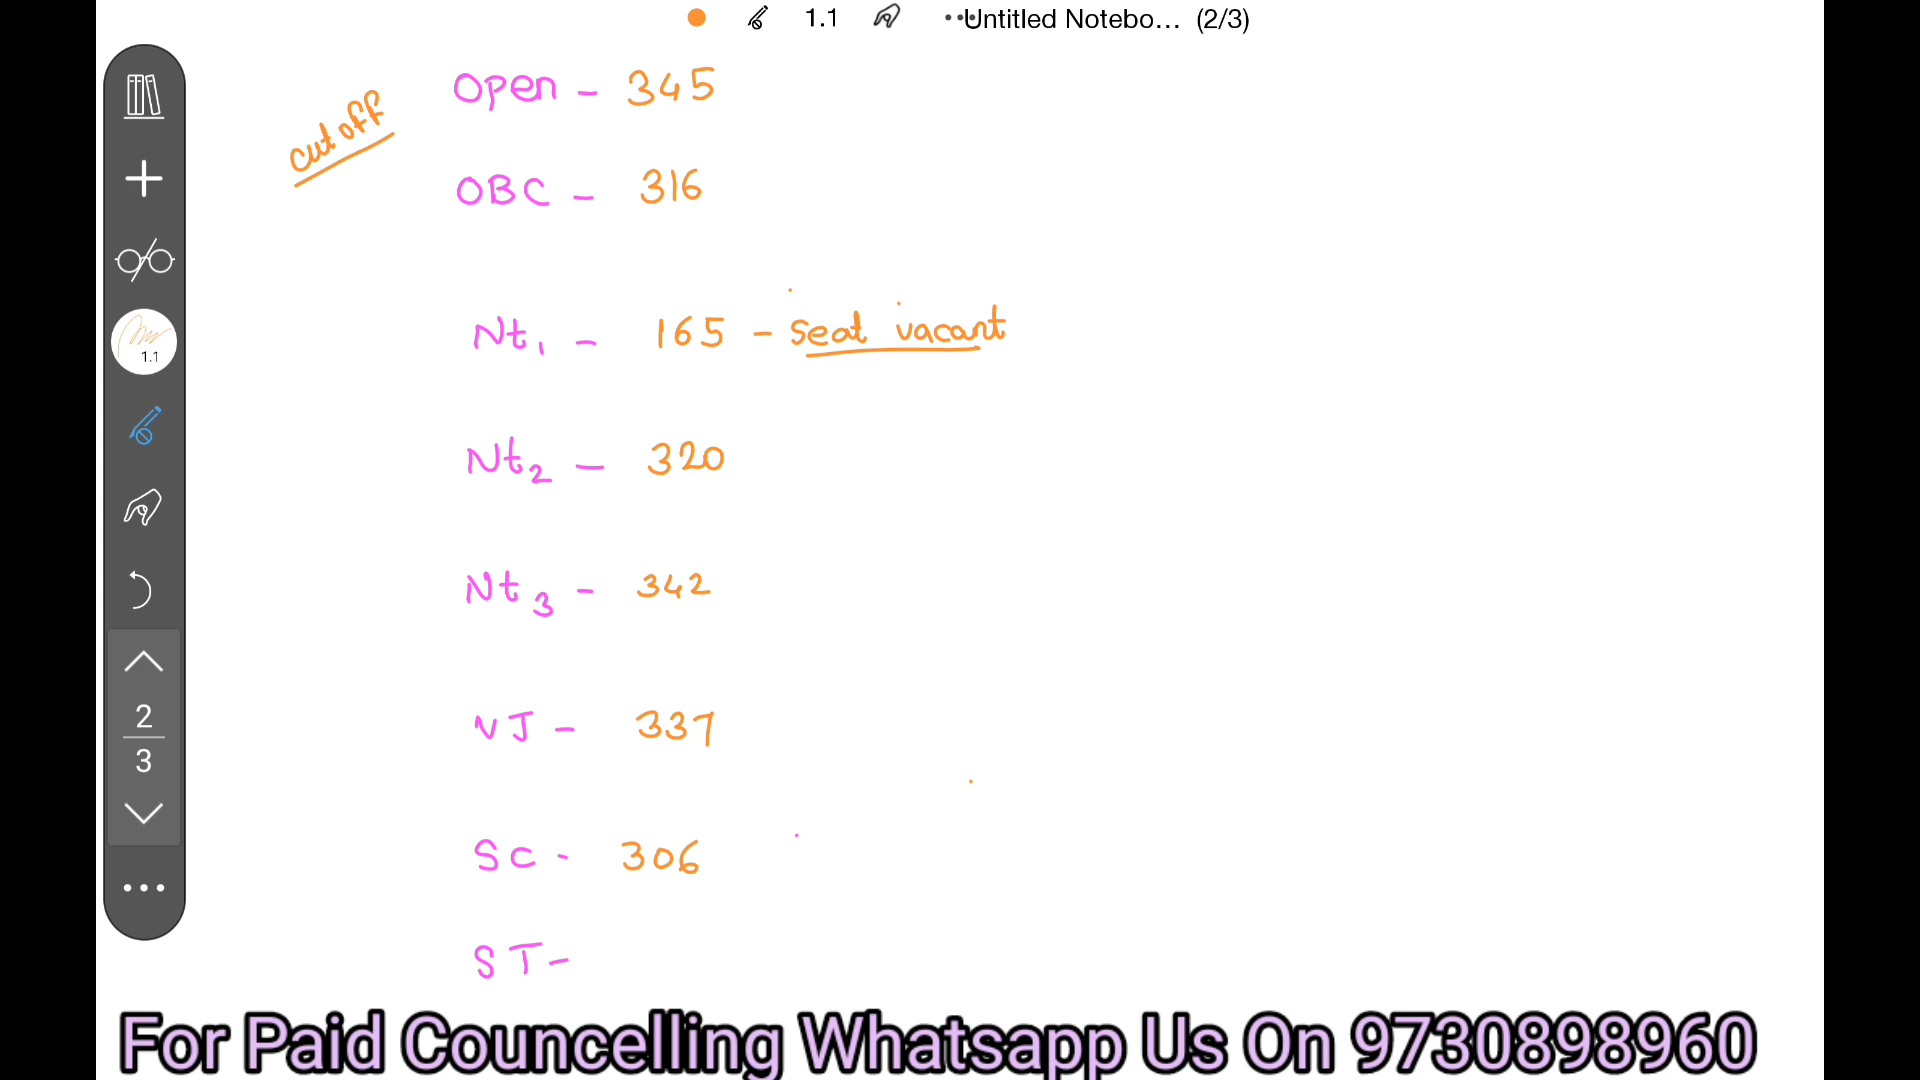 1.1 Untitled Notebo... (2/3)
cut off
Open - 345
OBC - 316
Nt1 - 165 - seat vacant
1.1
Nt2 - 320
Nt3 - 342
2
3
VJ - 337
SC - 306
ST -
For Paid Councelling Whatsapp Us On 9730898960